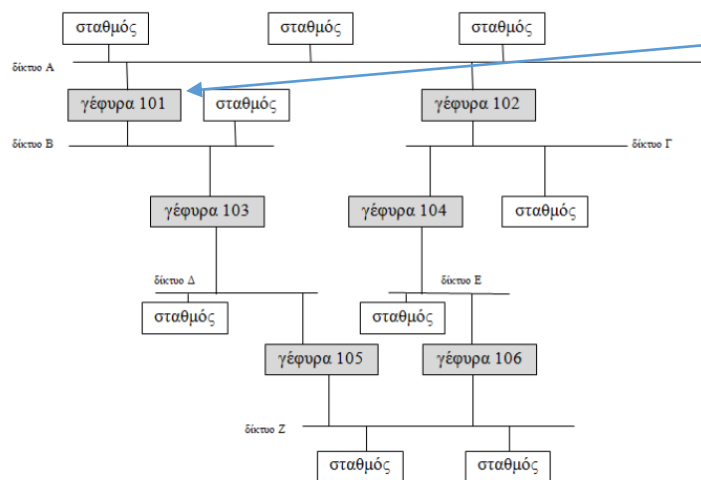 σταθμός
σταθμός
σταθμός
δίκτυο Α
γέφυρα 101
σταθμός
γέφυρα 102
δίκτυο Β
δίκτυο Γ
γέφυρα 103
γέφυρα 104
σταθμός
δίκτυο Δ
δίκτυο Ε
σταθμός
σταθμός
γέφυρα 105
γέφυρα 106
δίκτυο Ζ
σταθμός
σταθμός